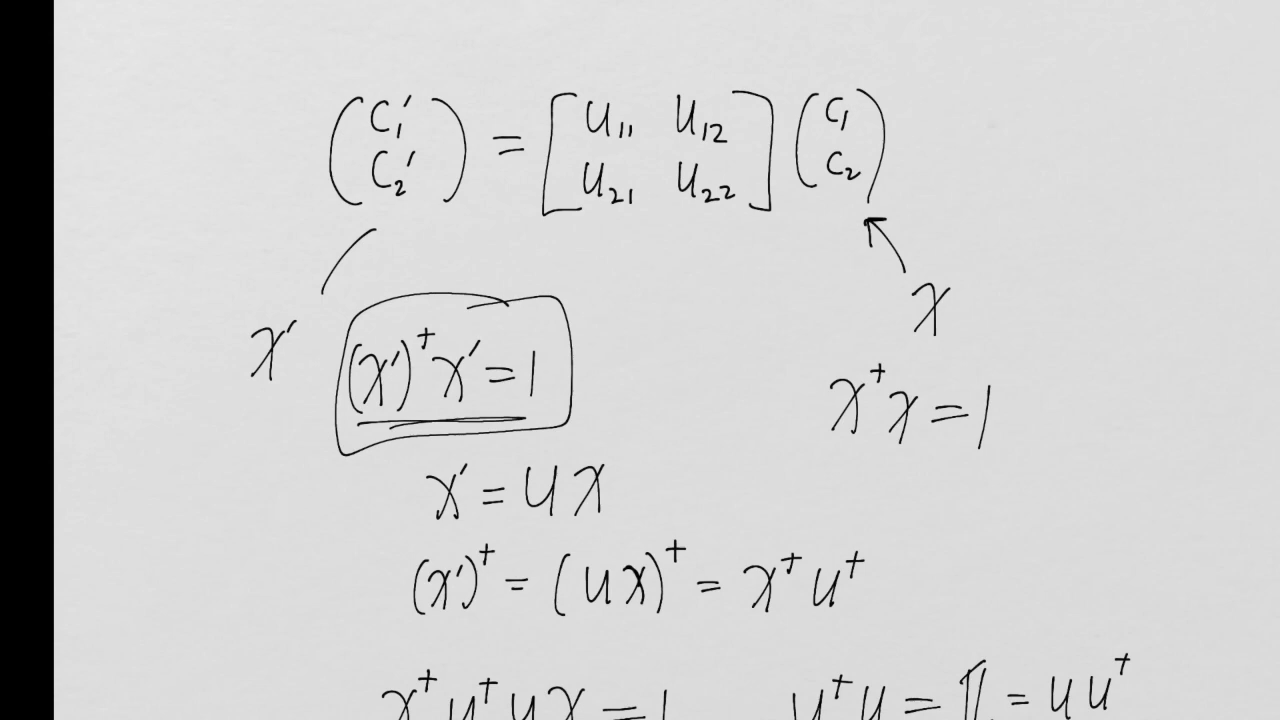 (C₁′ C₂′) = [U₁₁ U₁₂ U₂₁ U₂₂] (C₁ C₂)
χ
χ′ (χ′)⁺χ′ = 1
χ⁺χ = 1
χ′ = Uχ
(χ′)⁺ = (Uχ)⁺ = χ⁺U⁺
χ⁺U⁺Uχ = 1 U⁺U = 𝟙 = UU⁺